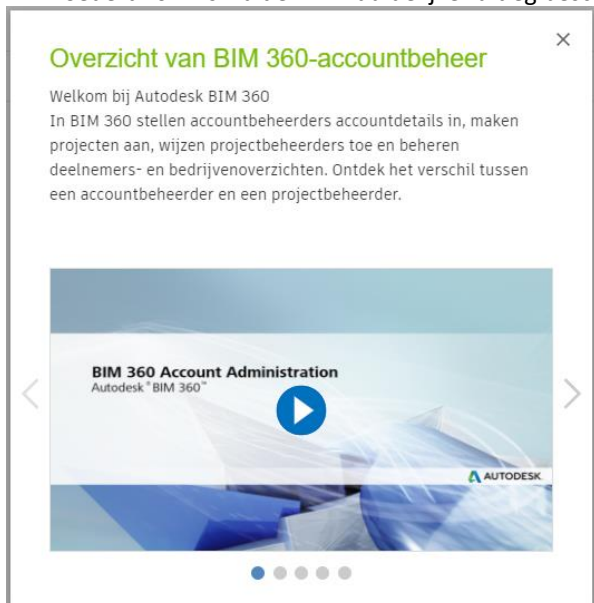 Overzicht van BIM 360-accountbeheer
Welkom bij Autodesk BIM 360
In BIM 360 stellen accountbeheerders accountdetails in, maken
projecten aan, wijzen projectbeheerders toe en beheren
deelnemers- en bedrijvenoverzichten. Ontdek het verschil tussen
een accountbeheerder en een projectbeheerder.
BIM 360 Account Administration
Autodesk® BIM 360™
AUTODESK.